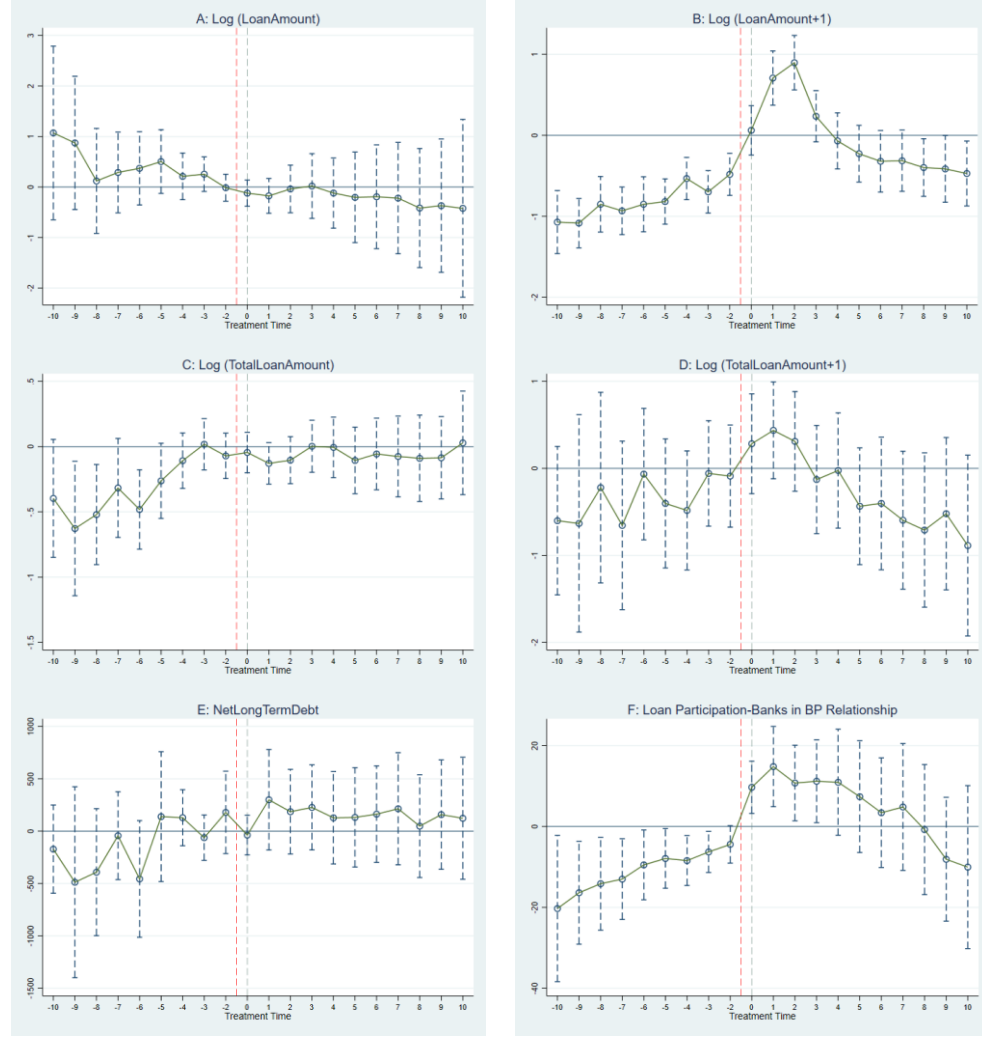 A: Log (LoanAmount)
3
2
1
0
-1
-2
-10 -9 -8 -7 -6 -5 -4 -3 -2 0 1 2 3 4 5 6 7 8 9 10
Treatment Time
B: Log (LoanAmount+1)
1
0
-1
-2
-10 -9 -8 -7 -6 -5 -4 -3 -2 0 1 2 3 4 5 6 7 8 9 10
Treatment Time
C: Log (TotalLoanAmount)
.5
0
-.5
-1
-1.5
-10 -9 -8 -7 -6 -5 -4 -3 -2 0 1 2 3 4 5 6 7 8 9 10
Treatment Time
D: Log (TotalLoanAmount+1)
1
0
-1
-2
-10 -9 -8 -7 -6 -5 -4 -3 -2 0 1 2 3 4 5 6 7 8 9 10
Treatment Time
E: NetLongTermDebt
1000
500
0
-500
-1000
-1500
-10 -9 -8 -7 -6 -5 -4 -3 -2 0 1 2 3 4 5 6 7 8 9 10
Treatment Time
F: Loan Participation-Banks in BP Relationship
20
0
-20
-40
-10 -9 -8 -7 -6 -5 -4 -3 -2 0 1 2 3 4 5 6 7 8 9 10
Treatment Time